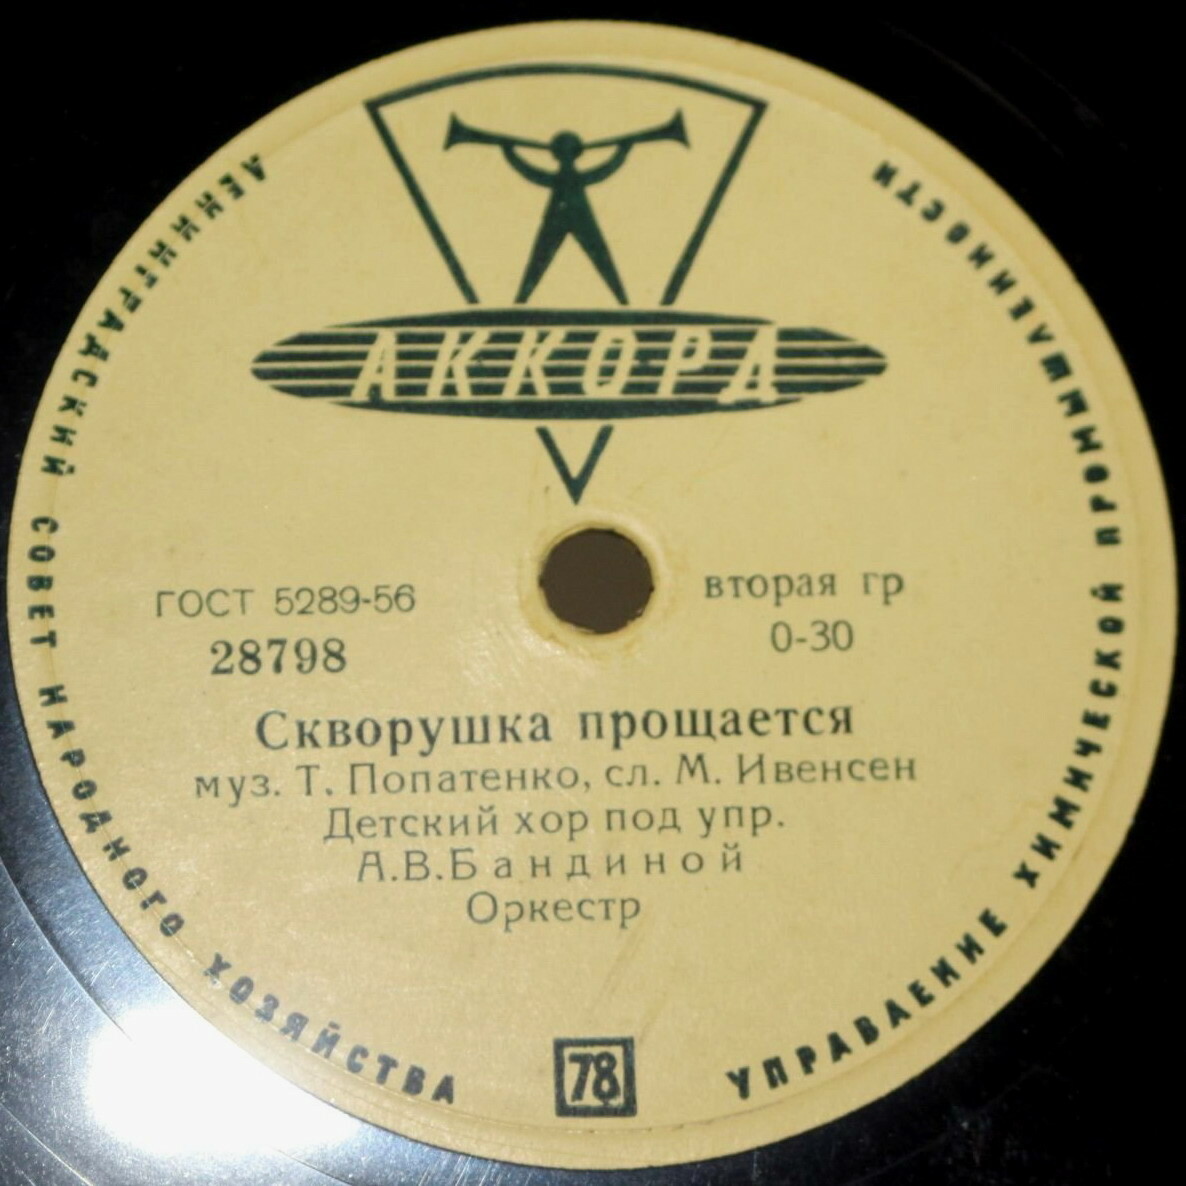 АККОРД
ЛЕНИНГРАДСКИЙ СОВЕТ НАРОДНОГО ХОЗЯЙСТВА
УПРАВЛЕНИЕ ХИМИЧЕСКОЙ ПРОМЫШЛЕННОСТИ
ГОСТ 5289-56
28798
вторая гр
0-30
Скворушка прощается
муз. Т. Попатенко, сл. М. Ивенсен
Детский хор под упр.
А.В.Бандиной
Оркестр
78